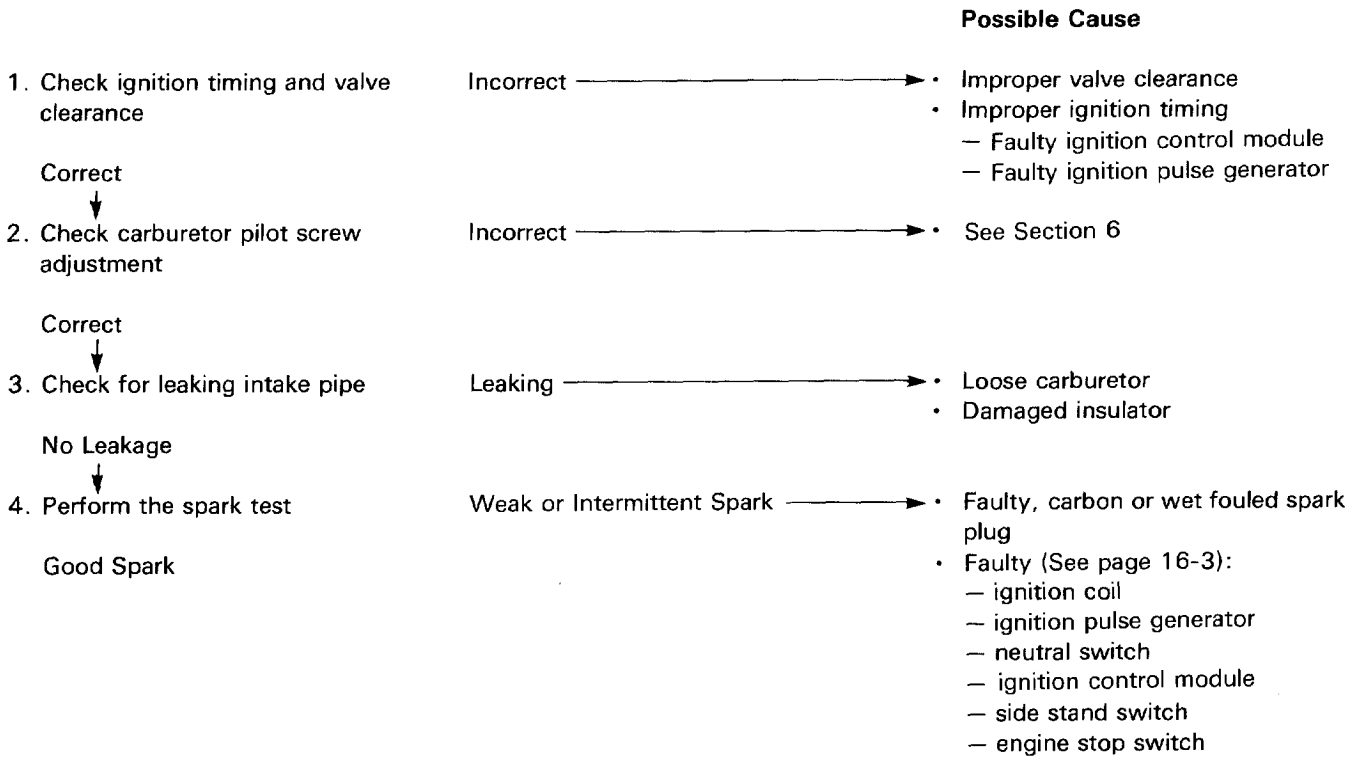 Possible Cause
1. Check ignition timing and valve clearance
Incorrect
• Improper valve clearance
• Improper ignition timing
— Faulty ignition control module
— Faulty ignition pulse generator
Correct
2. Check carburetor pilot screw adjustment
Incorrect
• See Section 6
Correct
3. Check for leaking intake pipe
Leaking
• Loose carburetor
• Damaged insulator
No Leakage
4. Perform the spark test
Weak or Intermittent Spark
• Faulty, carbon or wet fouled spark plug
• Faulty (See page 16-3):
— ignition coil
— ignition pulse generator
— neutral switch
— ignition control module
— side stand switch
— engine stop switch
Good Spark